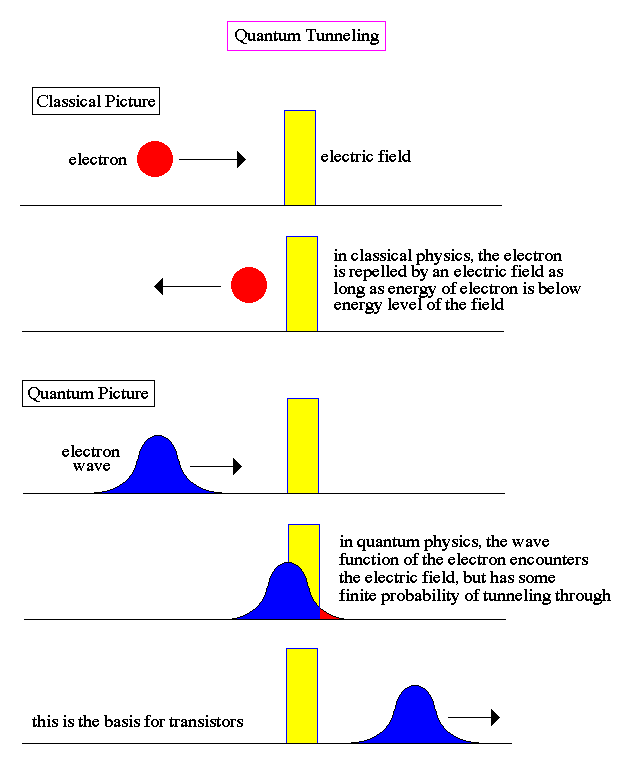 Quantum Tunneling
Classical Picture
electron
electric field
in classical physics, the electron
is repelled by an electric field as
long as energy of electron is below
energy level of the field
Quantum Picture
electron
wave
in quantum physics, the wave
function of the electron encounters
the electric field, but has some
finite probability of tunneling through
this is the basis for transistors